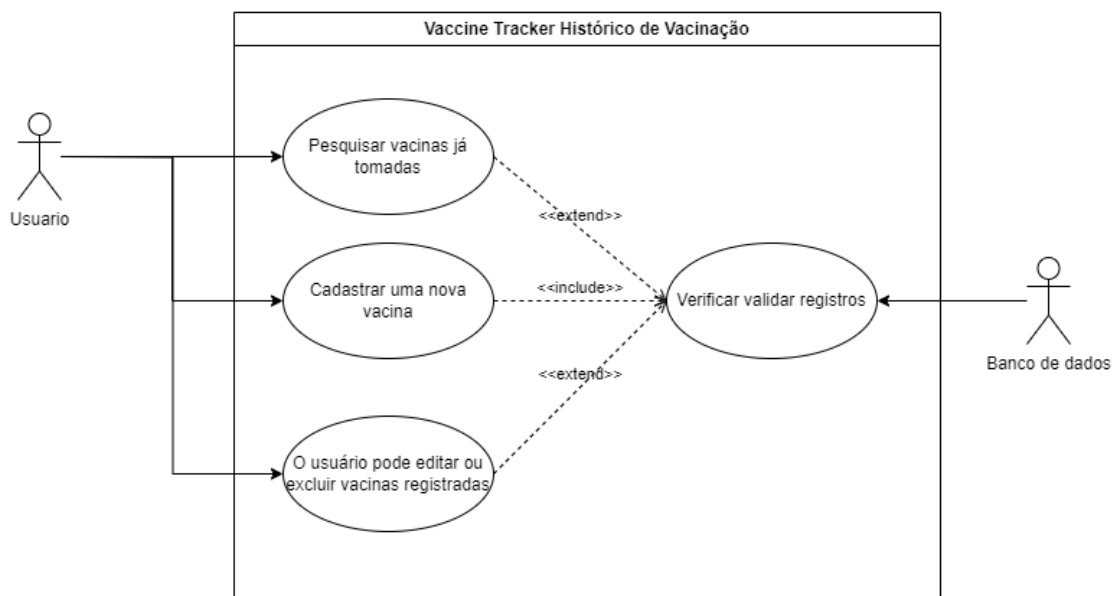 Vaccine Tracker Histórico de Vacinação
Pesquisar vacinas já
tomadas
Usuario
<<extend>>
Cadastrar uma nova
vacina
<<include>>
Verificar validar registros
Banco de dados
<<extend>>
O usuário pode editar ou
excluir vacinas registradas